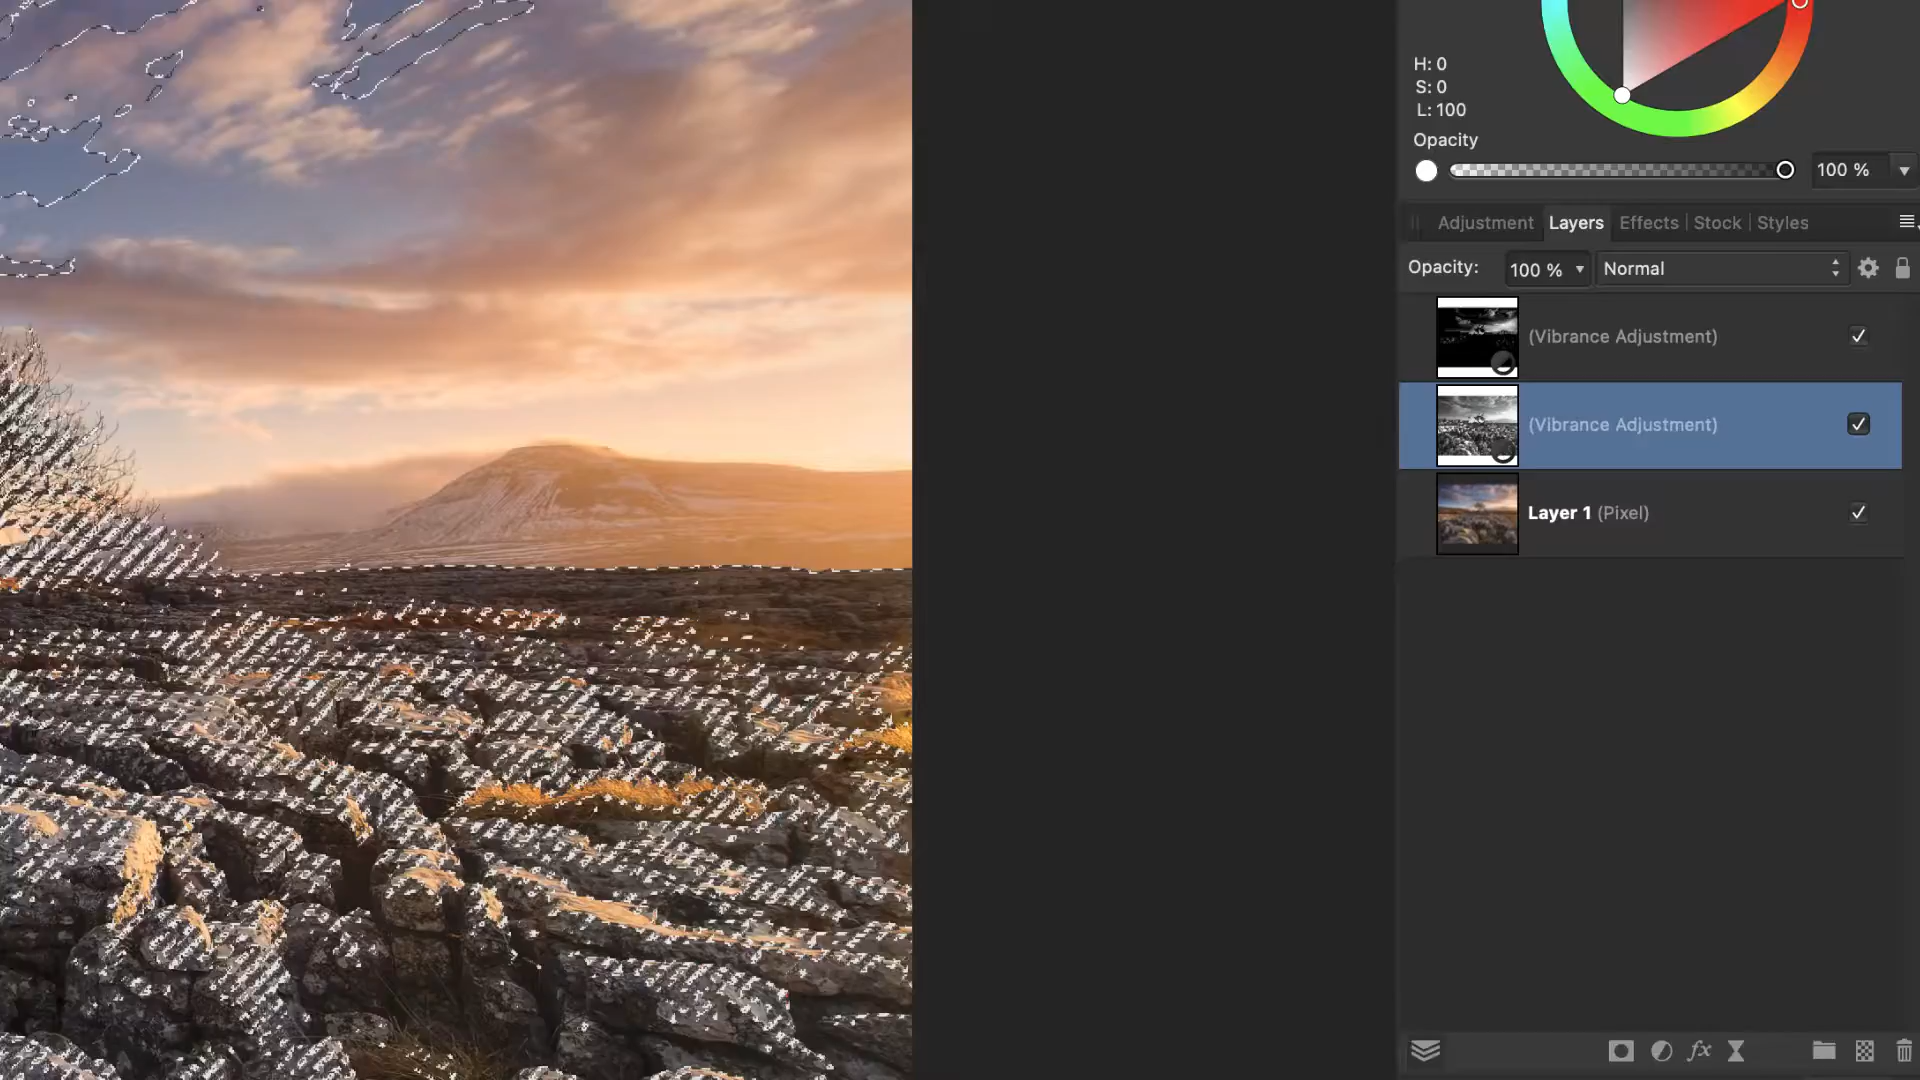 H: 0
S: 0
L: 100
Opacity
100 %
Adjustment Layers Effects Stock Styles
Opacity: 100 % Normal
(Vibrance Adjustment)
(Vibrance Adjustment)
Layer 1 (Pixel)
fx